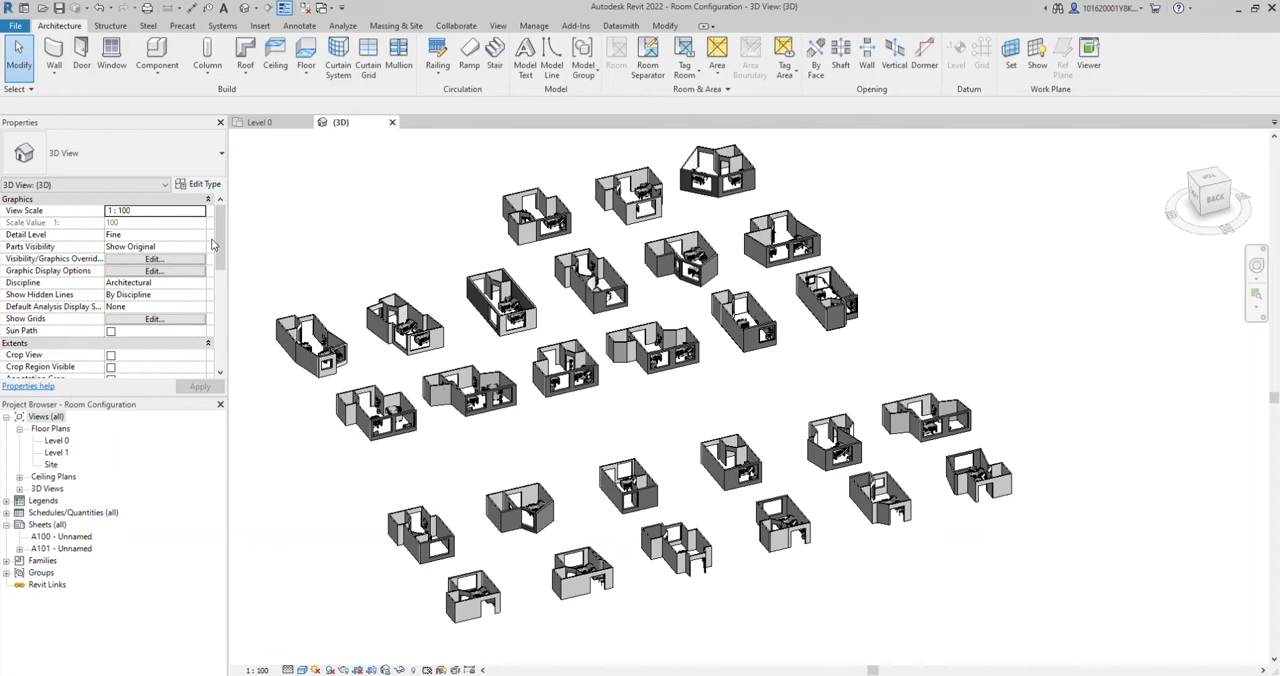 Autodesk Revit 2022 - Room Configuration - 3D View: {3D}
101620001Y8K...
File Architecture Structure Steel Precast Systems Insert Annotate Analyze Massing & Site Collaborate View Manage Add-Ins Datasmith Modify
Modify Wall Door Window Component Column Roof Ceiling Floor Curtain System Curtain Grid Mullion Railing Ramp Stair Model Text Model Line Model Group Room Room Separator Tag Room Area Area Boundary Tag Area By Face Shaft Wall Vertical Dormer Level Grid Set Show Ref Plane Viewer
Select Build Circulation Model Room & Area Opening Datum Work Plane
Properties
Level 0
{3D}
3D View
3D View: {3D}
Edit Type
Graphics
View Scale 1 : 100
Scale Value 1: 100
Detail Level Fine
Parts Visibility Show Original
Visibility/Graphics Overrid... Edit...
Graphic Display Options Edit...
Discipline Architectural
Show Hidden Lines By Discipline
Default Analysis Display S... None
Show Grids Edit...
Sun Path
Extents
Crop View
Crop Region Visible
Properties help
Apply
Project Browser - Room Configuration
Views (all)
Floor Plans
Level 0
Level 1
Site
Ceiling Plans
3D Views
Legends
Schedules/Quantities (all)
Sheets (all)
A100 - Unnamed
A101 - Unnamed
Families
Groups
Revit Links
TOP
BACK
1 : 100